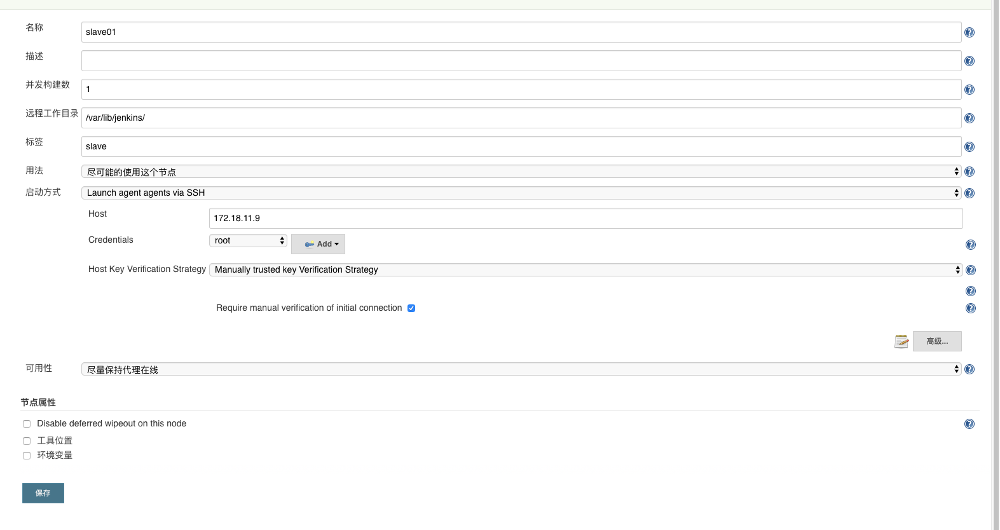 名称
slave01
描述
并发构建数
1
远程工作目录
/var/lib/jenkins/
标签
slave
用法
尽可能的使用这个节点
启动方式
Launch agent agents via SSH
Host
172.18.11.9
Credentials
root
Add
Host Key Verification Strategy
Manually trusted key Verification Strategy
Require manual verification of initial connection
高级...
可用性
尽量保持代理在线
节点属性
Disable deferred wipeout on this node
工具位置
环境变量
保存